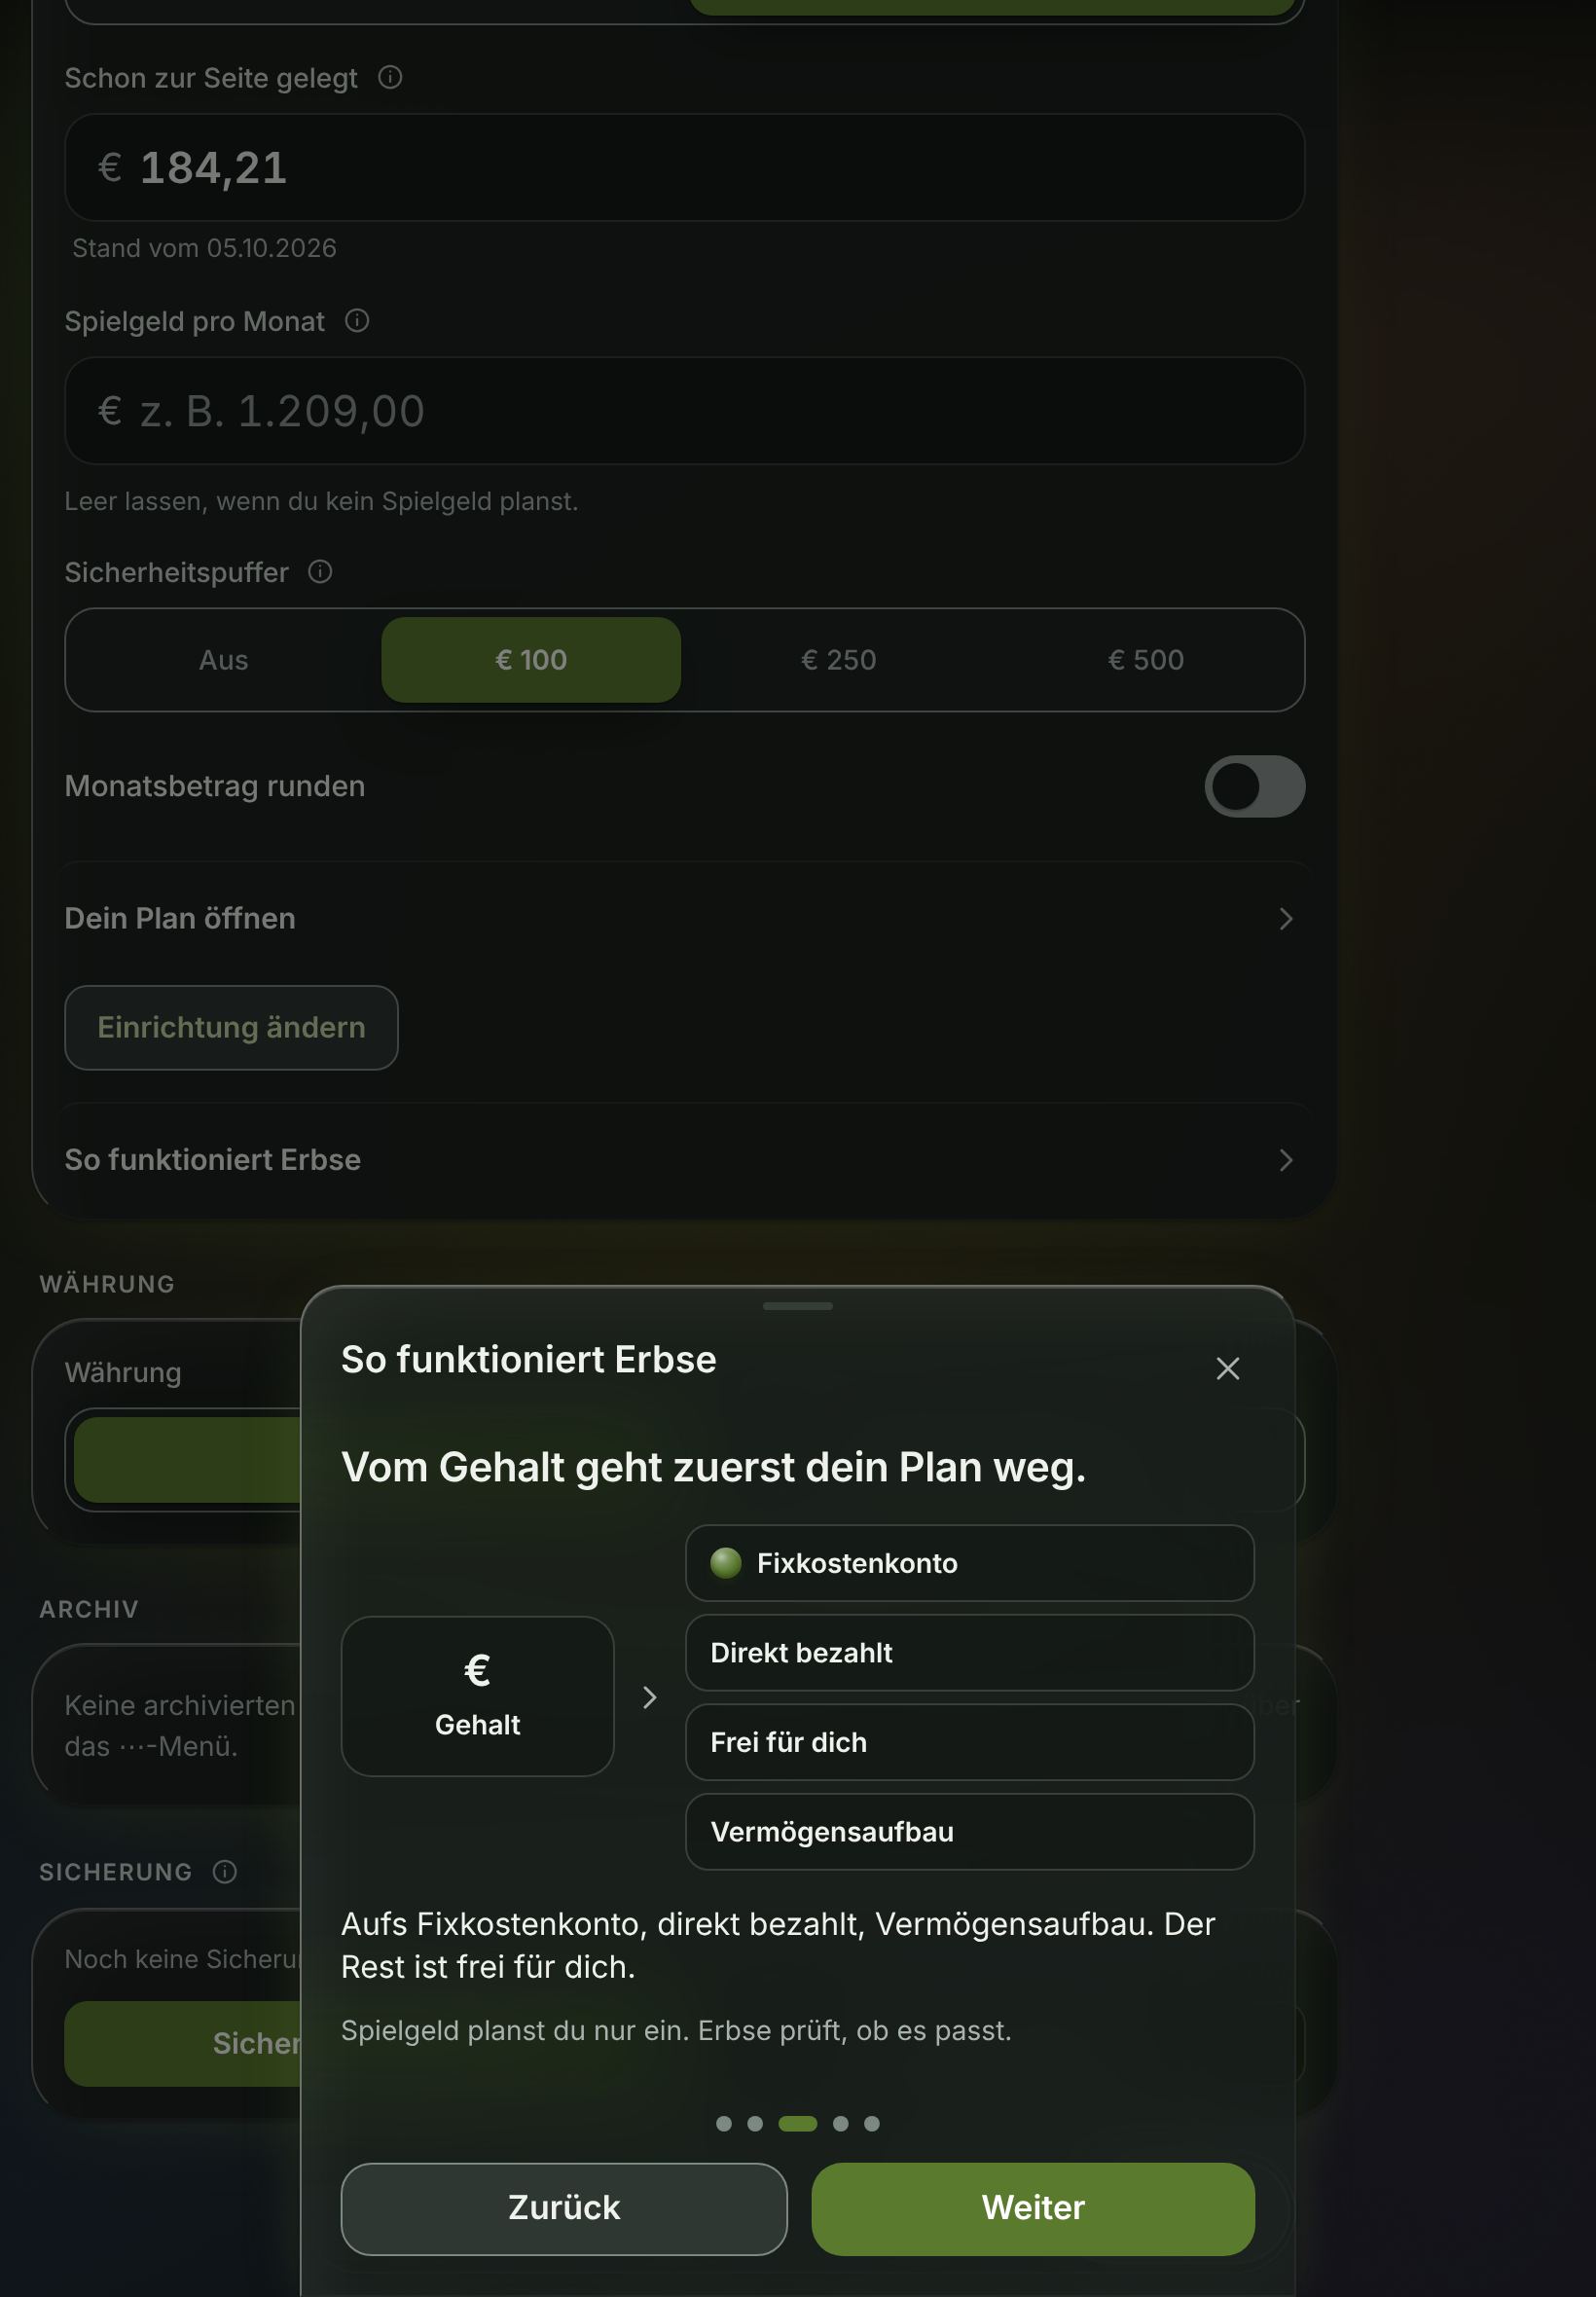 Schon zur Seite gelegt
€ 184,21
Stand vom 05.10.2026
Spielgeld pro Monat
€ z. B. 1.209,00
Leer lassen, wenn du kein Spielgeld planst.
Sicherheitspuffer
Aus € 100 € 250 € 500
Monatsbetrag runden
Dein Plan öffnen
Einrichtung ändern
So funktioniert Erbse
WÄHRUNG
Währung
ARCHIV
Keine archivierten
das ···-Menü.
SICHERUNG
Noch keine
So funktioniert Erbse
Vom Gehalt geht zuerst dein Plan weg.
€
Gehalt
Fixkostenkonto
Direkt bezahlt
Frei für dich
Vermögensaufbau
Aufs Fixkostenkonto, direkt bezahlt, Vermögensaufbau. Der
Rest ist frei für dich.
Spielgeld planst du nur ein. Erbse prüft, ob es passt.
Zurück Weiter